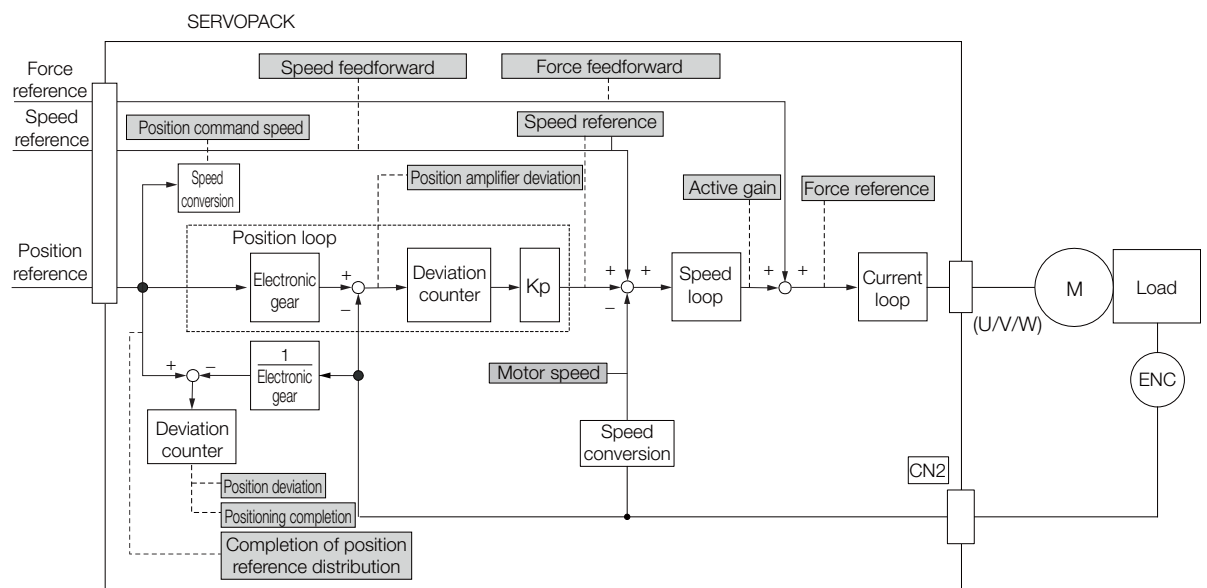 SERVOPACK
Force
reference
Speed
reference
Speed feedforward
Force feedforward
Position command speed
Speed reference
Speed
conversion
Position amplifier deviation
Active gain
Force reference
Position
reference
Position loop
Electronic
gear
+
−
Deviation
counter
Kp
+
+
−
Speed
loop
+
+
+
Current
loop
(U/V/W)
M
Load
+
−
1
Electronic
gear
Motor speed
ENC
Deviation
counter
Speed
conversion
CN2
Position deviation
Positioning completion
Completion of position
reference distribution